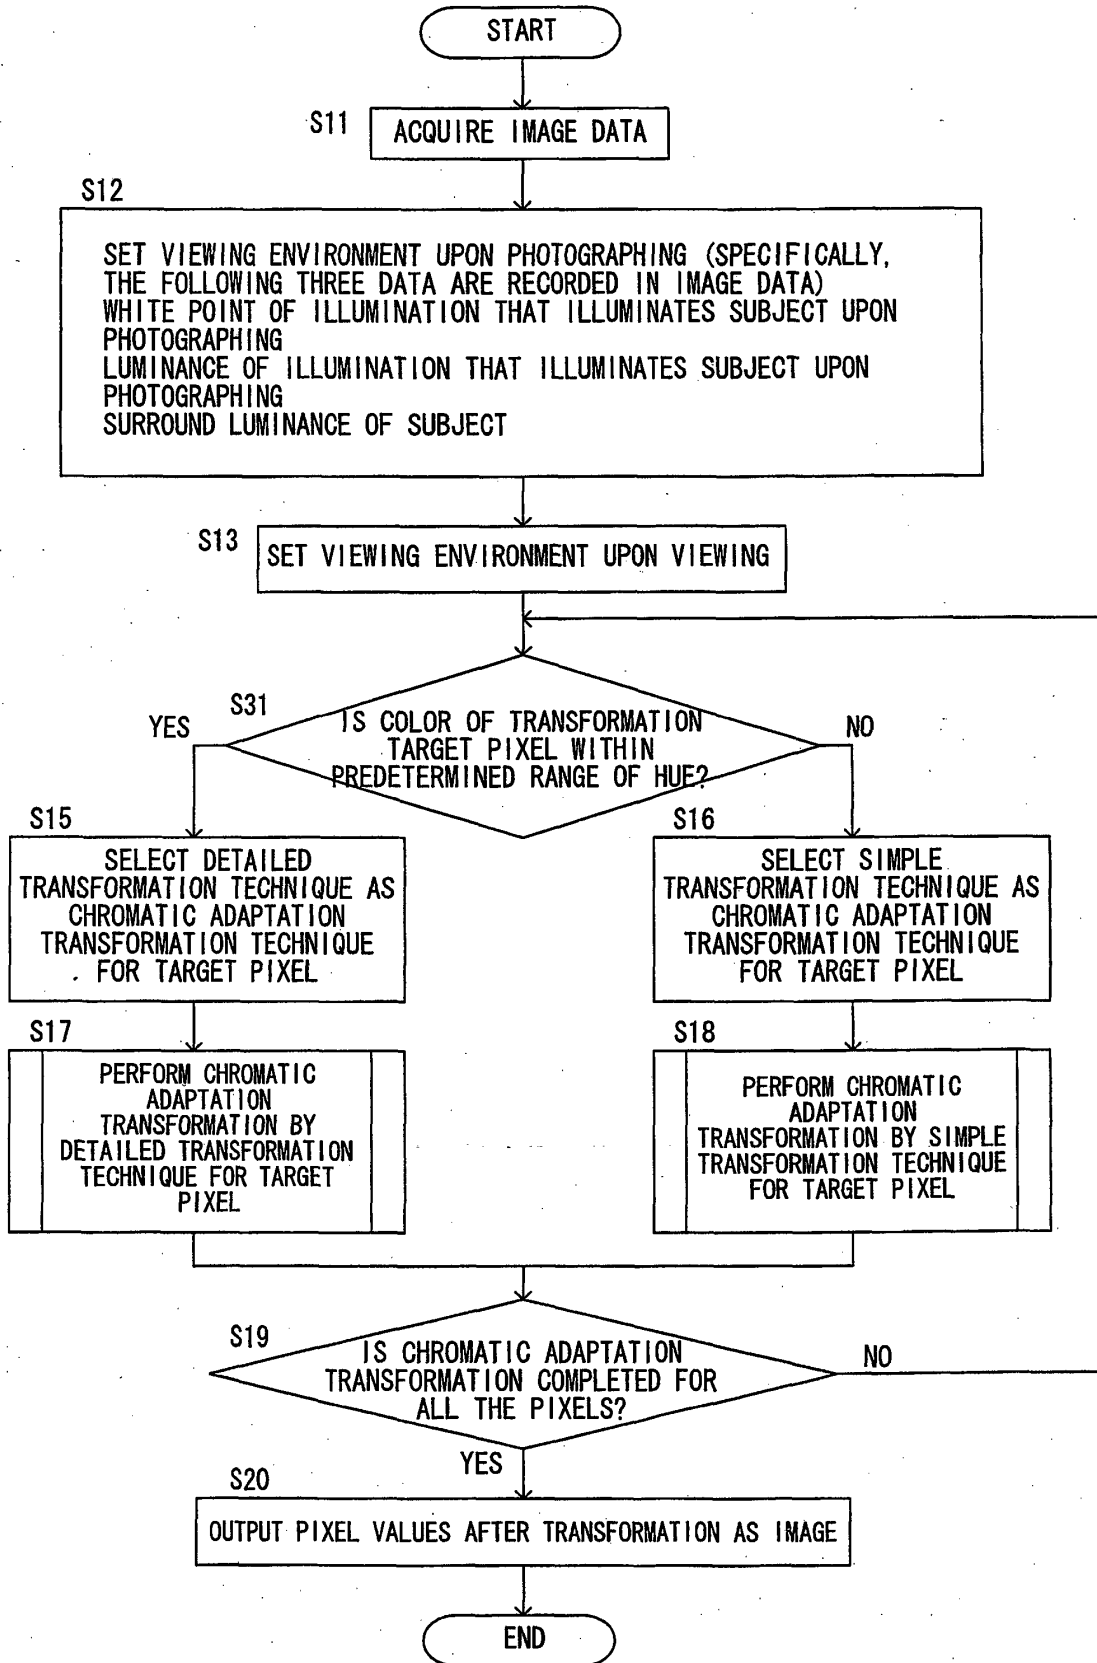 START
S11
ACQUIRE IMAGE DATA
S12
SET VIEWING ENVIRONMENT UPON PHOTOGRAPHING (SPECIFICALLY,
THE FOLLOWING THREE DATA ARE RECORDED IN IMAGE DATA)
WHITE POINT OF ILLUMINATION THAT ILLUMINATES SUBJECT UPON
PHOTOGRAPHING
LUMINANCE OF ILLUMINATION THAT ILLUMINATES SUBJECT UPON
PHOTOGRAPHING
SURROUND LUMINANCE OF SUBJECT
S13
SET VIEWING ENVIRONMENT UPON VIEWING
S31
IS COLOR OF TRANSFORMATION
TARGET PIXEL WITHIN
PREDETERMINED RANGE OF HUE?
YES
NO
S15
SELECT DETAILED
TRANSFORMATION TECHNIQUE AS
CHROMATIC ADAPTATION
TRANSFORMATION TECHNIQUE
FOR TARGET PIXEL
S16
SELECT SIMPLE
TRANSFORMATION TECHNIQUE AS
CHROMATIC ADAPTATION
TRANSFORMATION TECHNIQUE
FOR TARGET PIXEL
S17
PERFORM CHROMATIC
ADAPTATION
TRANSFORMATION BY
DETAILED TRANSFORMATION
TECHNIQUE FOR TARGET
PIXEL
S18
PERFORM CHROMATIC
ADAPTATION
TRANSFORMATION BY SIMPLE
TRANSFORMATION TECHNIQUE
FOR TARGET PIXEL
S19
IS CHROMATIC ADAPTATION
TRANSFORMATION COMPLETED FOR
ALL THE PIXELS?
NO
YES
S20
OUTPUT PIXEL VALUES AFTER TRANSFORMATION AS IMAGE
END